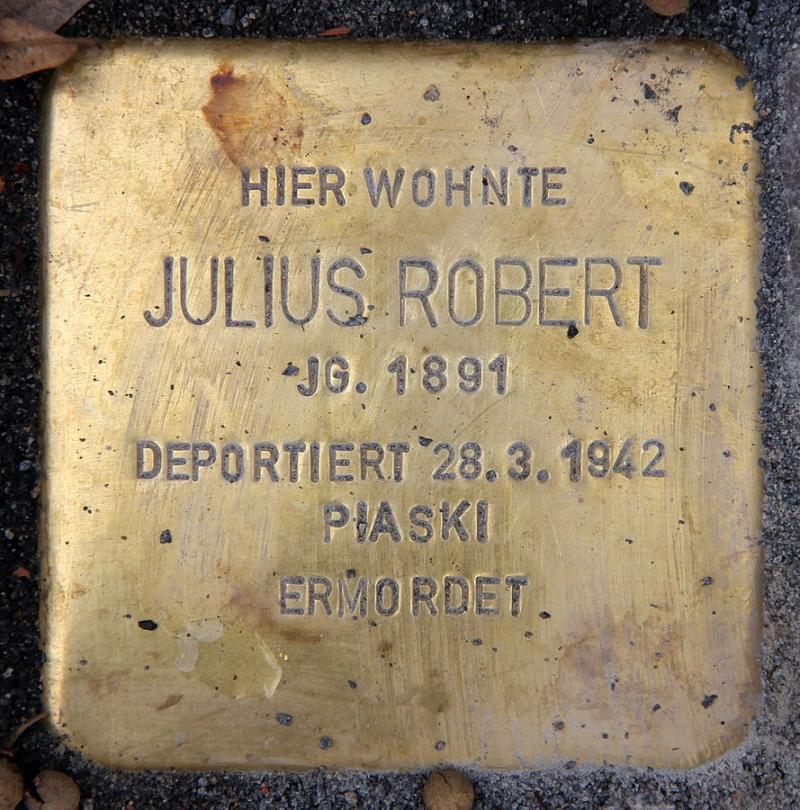 HIER WOHNTE
JULIUS ROBERT
JG. 1891
DEPORTIERT 28.3.1942
PIASKI
ERMORDET